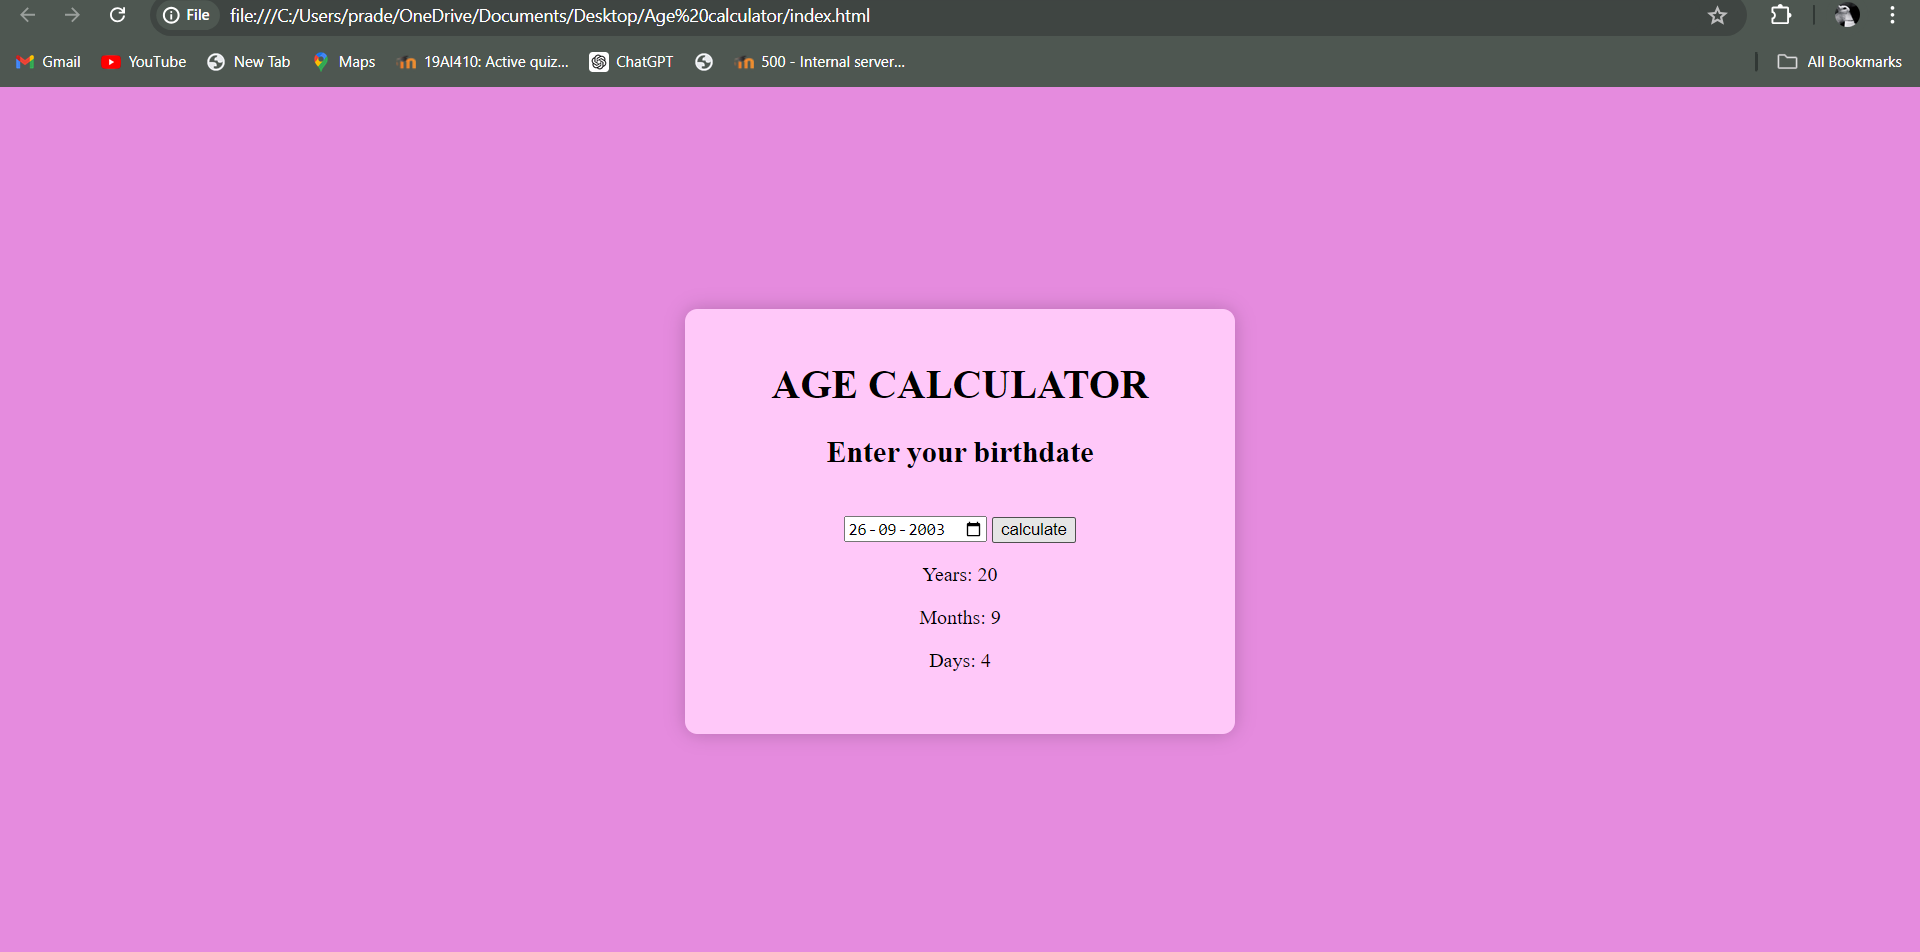 File file:///C:/Users/prade/OneDrive/Documents/Desktop/Age%20calculator/index.html
Gmail YouTube New Tab Maps 19AI410: Active quiz... ChatGPT 500 - Internal server... All Bookmarks
AGE CALCULATOR
Enter your birthdate
26-09-2003 calculate
Years: 20
Months: 9
Days: 4